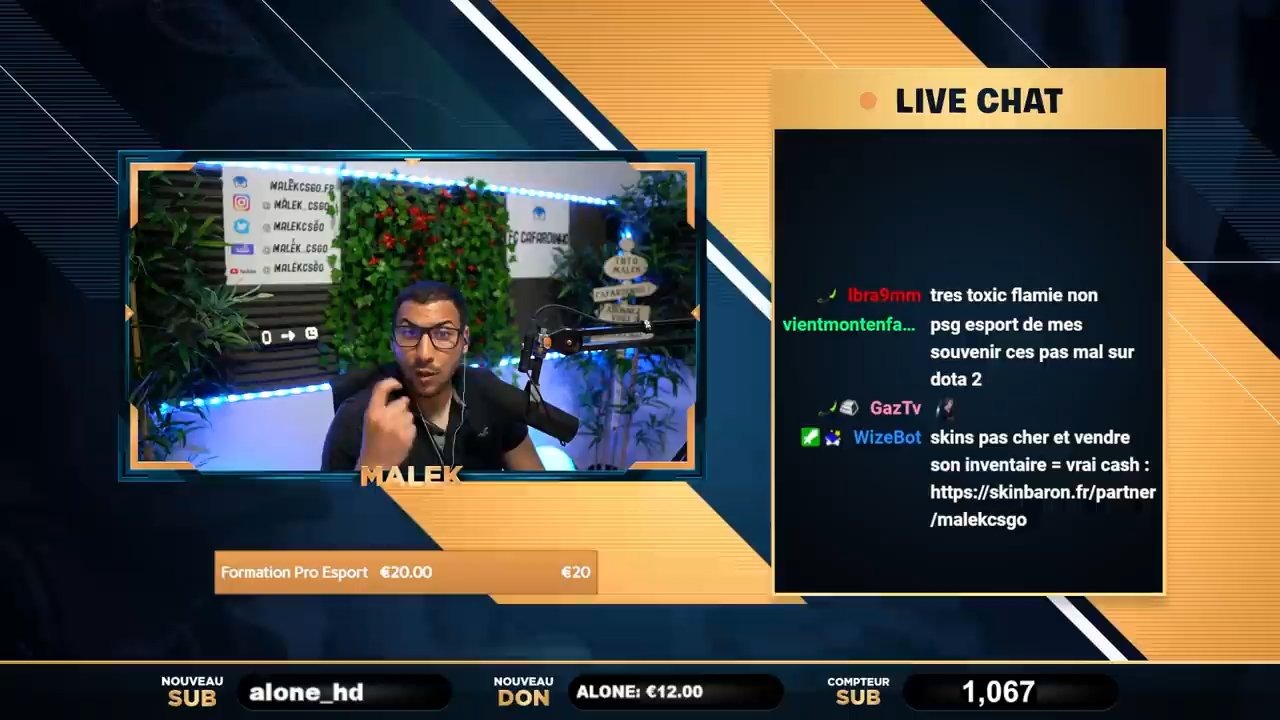 LIVE CHAT
MALEKCSGO.FR
@ MALEK_CSGO
@ MALEKCSGO
@ MALEK_CSGO
YouTube @ MALEKCSGO
TOTO
MALEK
MALEK
Ibra9mm tres toxic flamie non
vientmontenfa... psg esport de mes
souvenir ces pas mal sur
dota 2
GazTv
WizeBot skins pas cher et vendre
son inventaire = vrai cash :
https://skinbaron.fr/partner
/malekcsgo
Formation Pro Esport €20.00 €20
NOUVEAU
SUB
alone_hd
NOUVEAU
DON
ALONE: €12.00
COMPTEUR
SUB
1,067